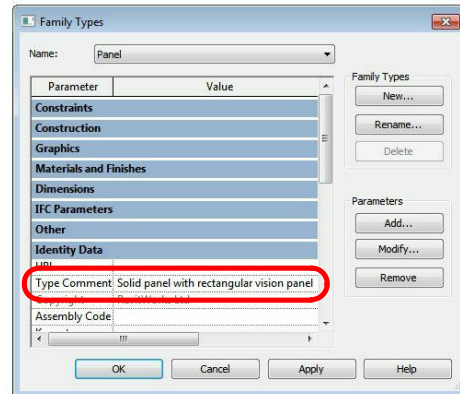 Family Types
Name:
Panel
Parameter
Value
Constraints
Construction
Graphics
Materials and Finishes
Dimensions
IFC Parameters
Other
Identity Data
URL
Type Comment
Solid panel with rectangular vision panel
Copyright
Assembly Code
Family Types
New...
Rename...
Delete
Parameters
Add...
Modify...
Remove
OK
Cancel
Apply
Help